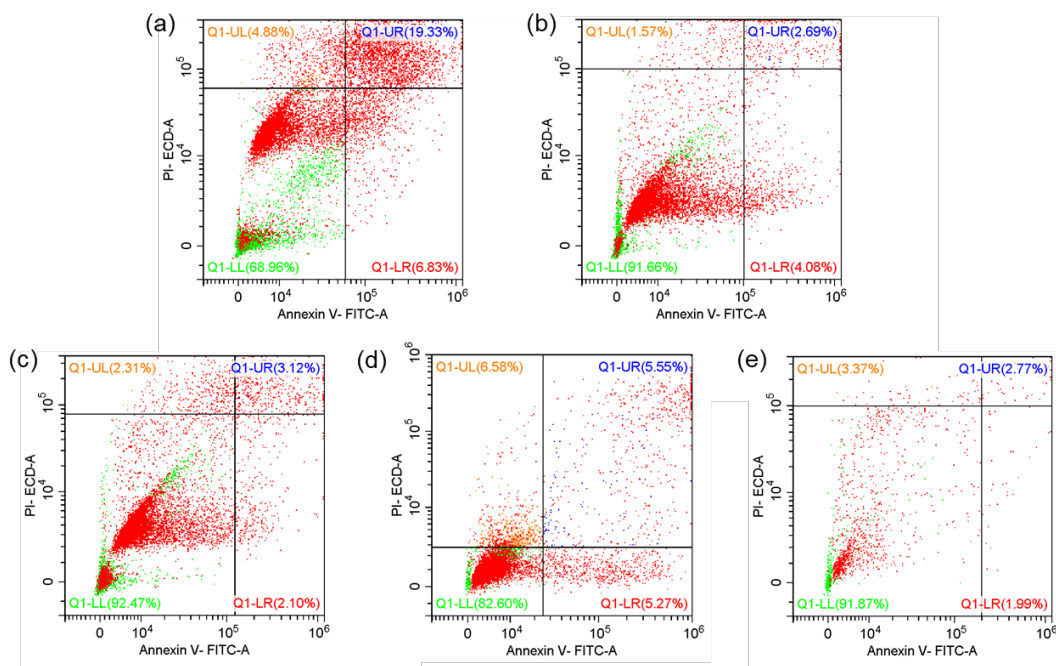 (a)
Q1-UL(4.88%) Q1-UR(19.33%)
10^5
10^4
0
PI- ECD-A
Q1-LL(68.96%) Q1-LR(6.83%)
0 10^4 10^5 10^6
Annexin V- FITC-A
(b)
Q1-UL(1.57%) Q1-UR(2.69%)
10^5
10^4
0
PI- ECD-A
Q1-LL(91.66%) Q1-LR(4.08%)
0 10^4 10^5 10^6
Annexin V- FITC-A
(c)
Q1-UL(2.31%) Q1-UR(3.12%)
10^5
10^4
0
PI- ECD-A
Q1-LL(92.47%) Q1-LR(2.10%)
0 10^4 10^5 10^6
Annexin V- FITC-A
(d)
10^6
Q1-UL(6.58%) Q1-UR(5.55%)
10^5
10^4
0
PI- ECD-A
Q1-LL(82.60%) Q1-LR(5.27%)
0 10^4 10^5 10^6
Annexin V- FITC-A
(e)
Q1-UL(3.37%) Q1-UR(2.77%)
10^5
10^4
0
PI- ECD-A
Q1-LL(91.87%) Q1-LR(1.99%)
0 10^4 10^5 10^6
Annexin V- FITC-A